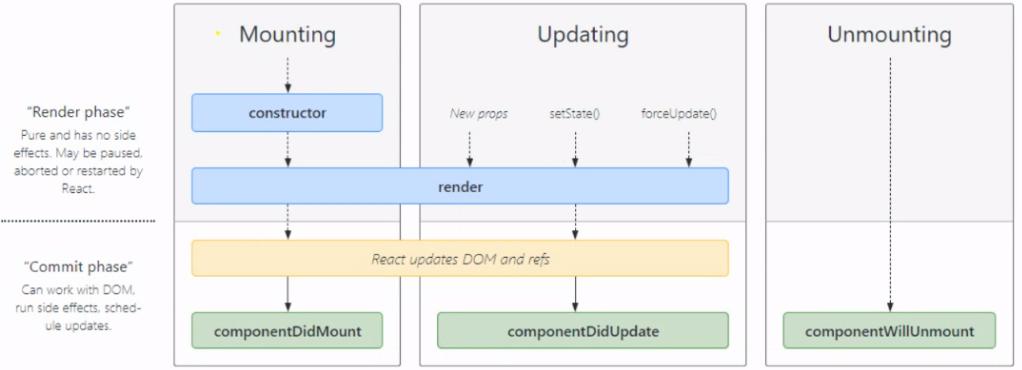 Mounting
Updating
Unmounting
"Render phase"
Pure and has no side
effects. May be paused,
aborted or restarted by
React.
constructor
New props
setState()
forceUpdate()
render
"Commit phase"
Can work with DOM,
run side effects, sched-
ule updates.
React updates DOM and refs
componentDidMount
componentDidUpdate
componentWillUnmount